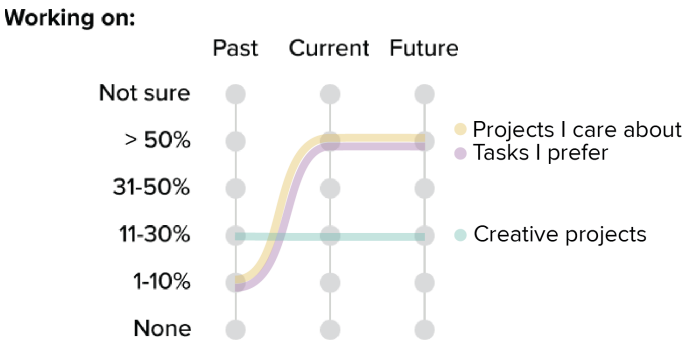 Working on:
Past Current Future
Not sure
> 50%
Projects I care about
Tasks I prefer
31-50%
11-30%
Creative projects
1-10%
None